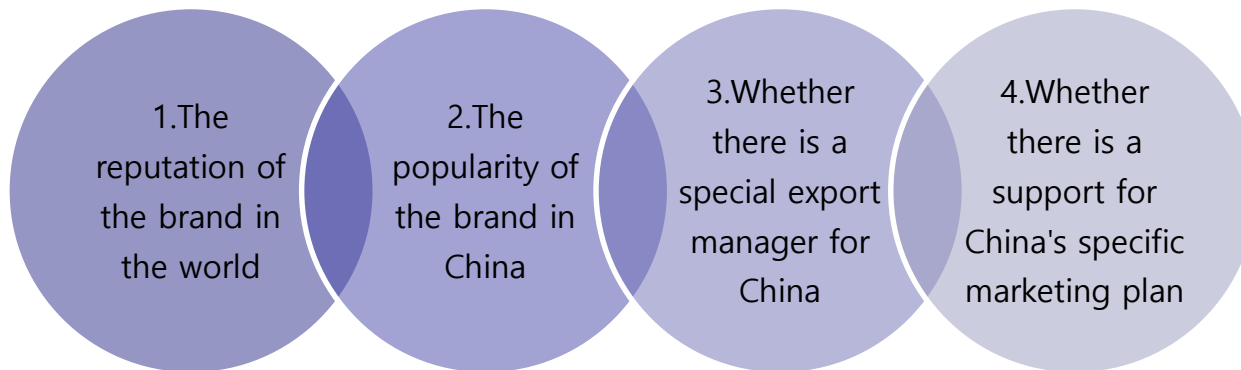 1.The
reputation of
the brand in
the world
2.The
popularity of
the brand in
China
3.Whether
there is a
special export
manager for
China
4.Whether
there is a
support for
China's specific
marketing plan